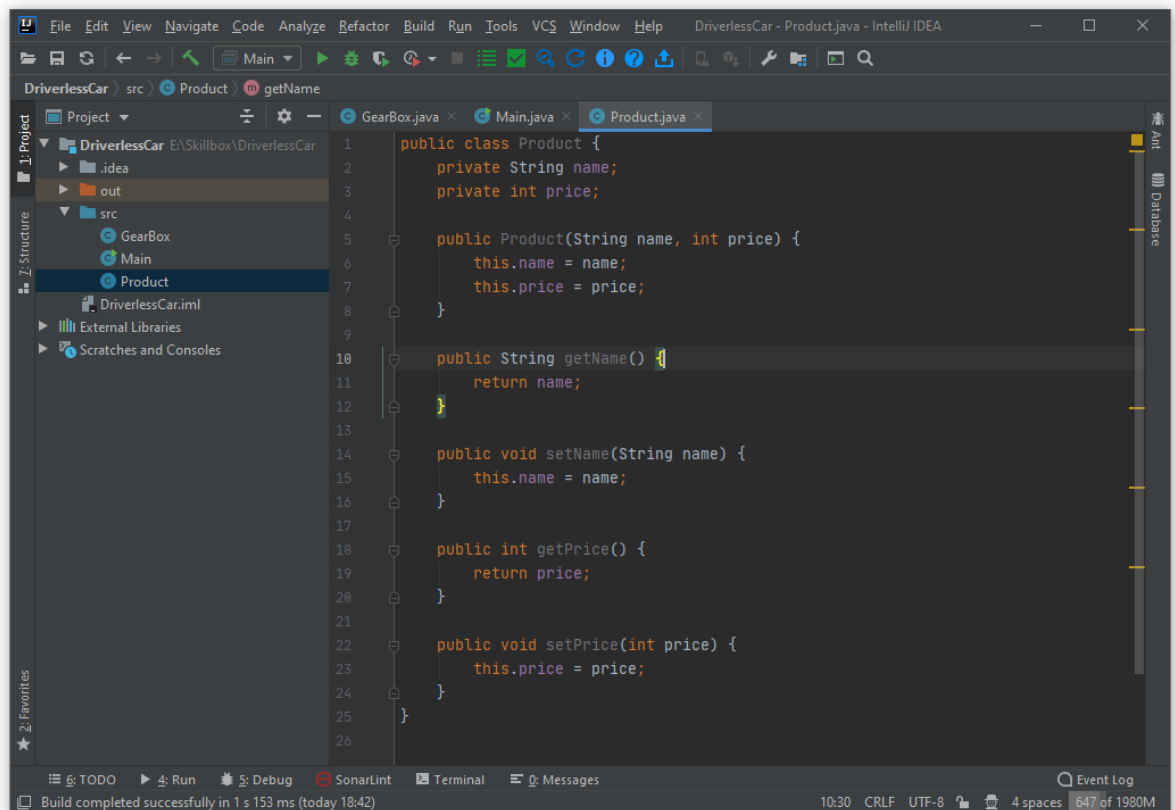 File Edit View Navigate Code Analyze Refactor Build Run Tools VCS Window Help DriverlessCar - Product.java - IntelliJ IDEA
Main
DriverlessCar src Product getName
Project
GearBox.java Main.java Product.java
1: Project
Z: Structure
2: Favorites
DriverlessCar E:\Skillbox\DriverlessCar
.idea
out
src
GearBox
Main
Product
DriverlessCar.iml
External Libraries
Scratches and Consoles
1 public class Product {
2     private String name;
3     private int price;
4
5     public Product(String name, int price) {
6         this.name = name;
7         this.price = price;
8     }
9
10     public String getName() {
11         return name;
12     }
13
14     public void setName(String name) {
15         this.name = name;
16     }
17
18     public int getPrice() {
19         return price;
20     }
21
22     public void setPrice(int price) {
23         this.price = price;
24     }
25 }
26
Ant
Database
6: TODO 4: Run 5: Debug SonarLint Terminal 0: Messages Event Log
Build completed successfully in 1 s 153 ms (today 18:42) 10:30 CRLF UTF-8 4 spaces 647 of 1980M